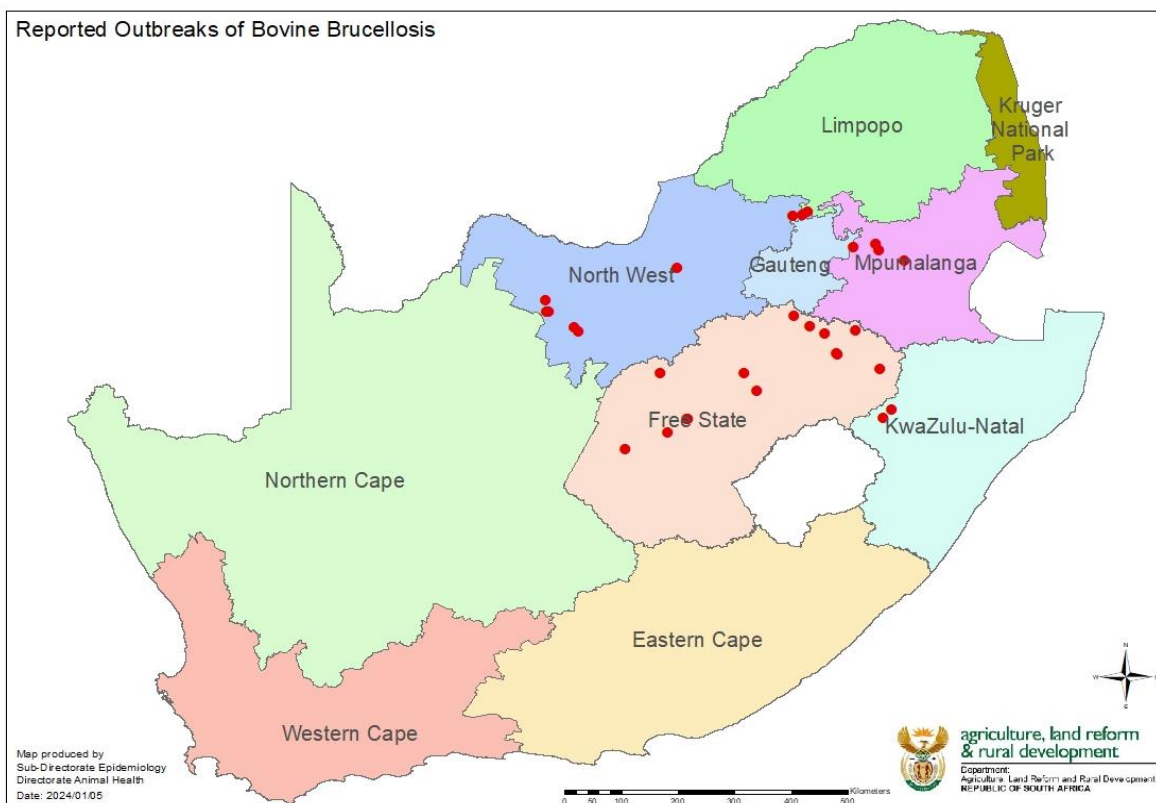 Reported Outbreaks of Bovine Brucellosis
Limpopo
Kruger
National
Park
North West
Gauteng
Mpumalanga
Free State
KwaZulu-Natal
Northern Cape
Eastern Cape
Western Cape
N
W
S
Map produced by
Sub-Directorate Epidemiology
Directorate Animal Health
Date: 2024/01/05
Kilometers
0 50 100 200 300 400 500
agriculture, land reform
& rural development
Department:
Agriculture, Land Reform and Rural Development
REPUBLIC OF SOUTH AFRICA